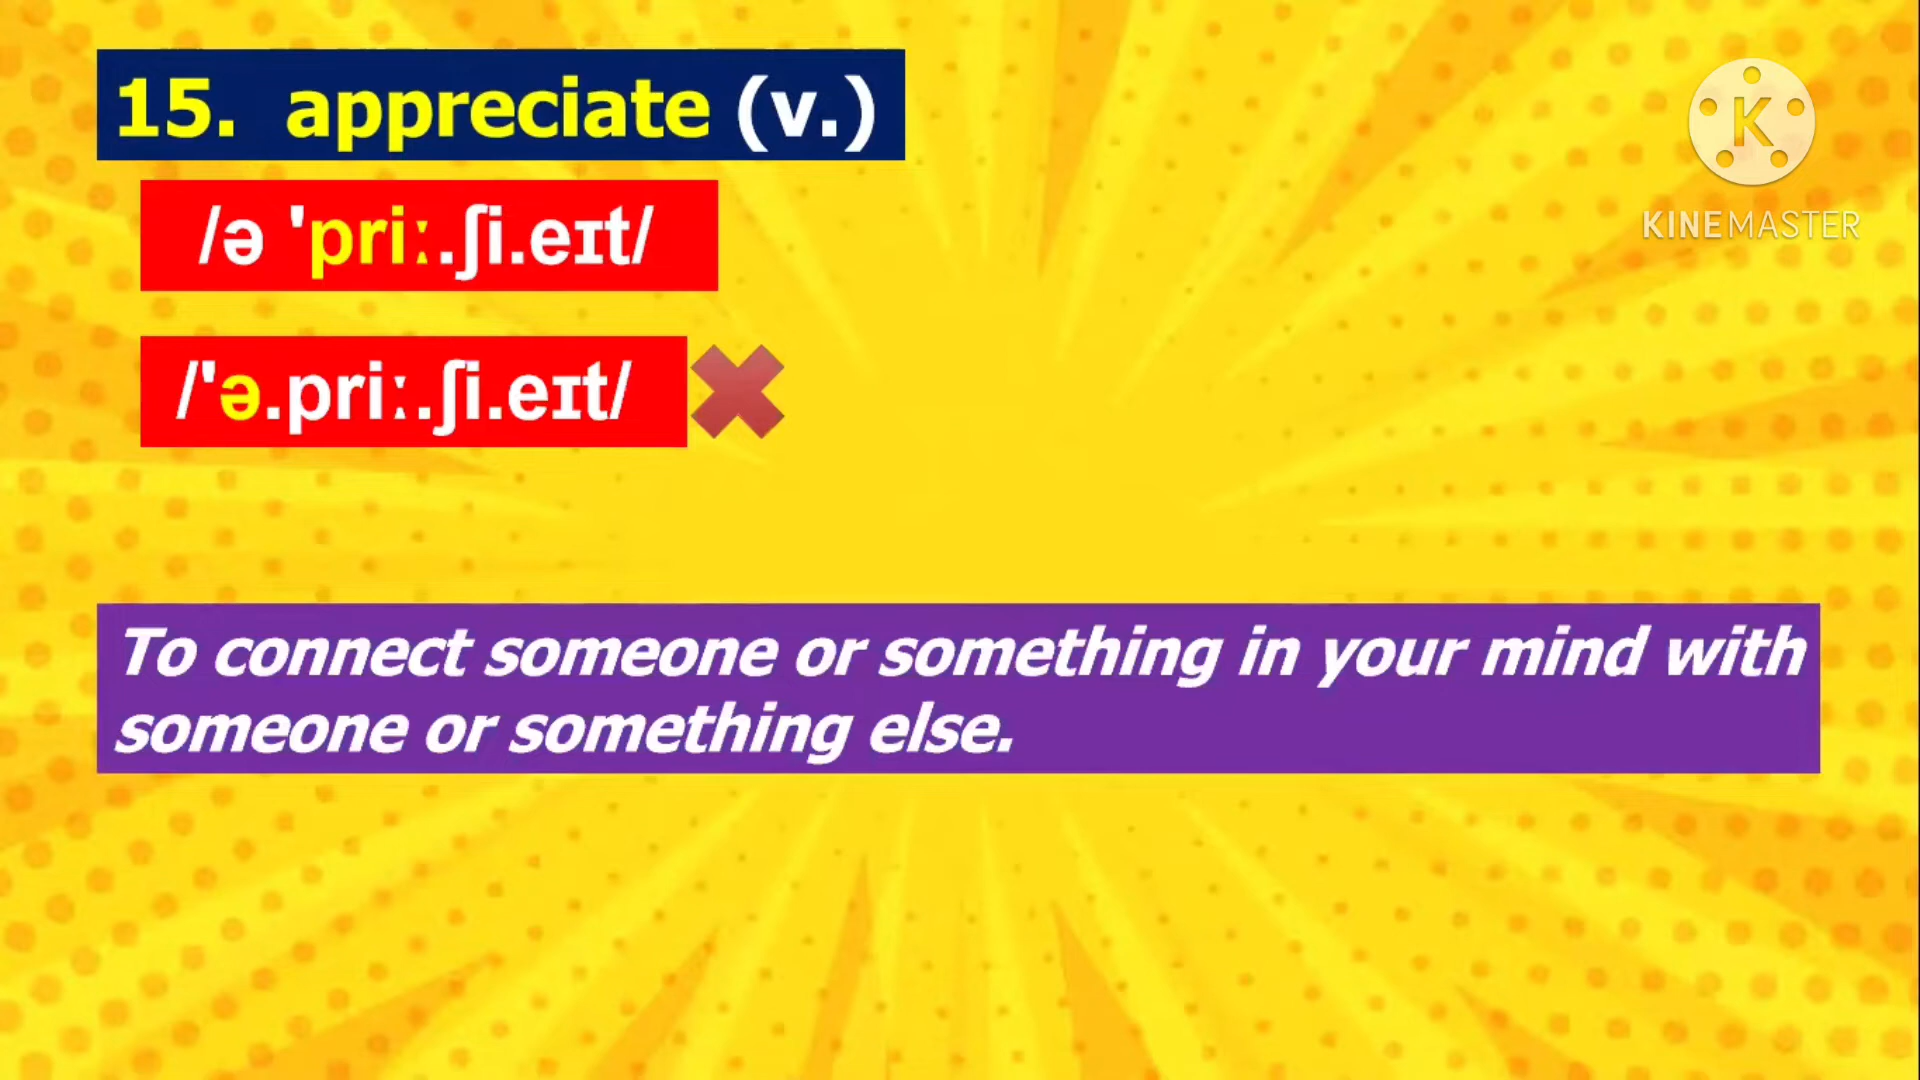 15. appreciate (v.)
/ə 'priː.ʃi.eɪt/
/'ə.priː.ʃi.eɪt/
K
KINEMASTER
To connect someone or something in your mind with
someone or something else.